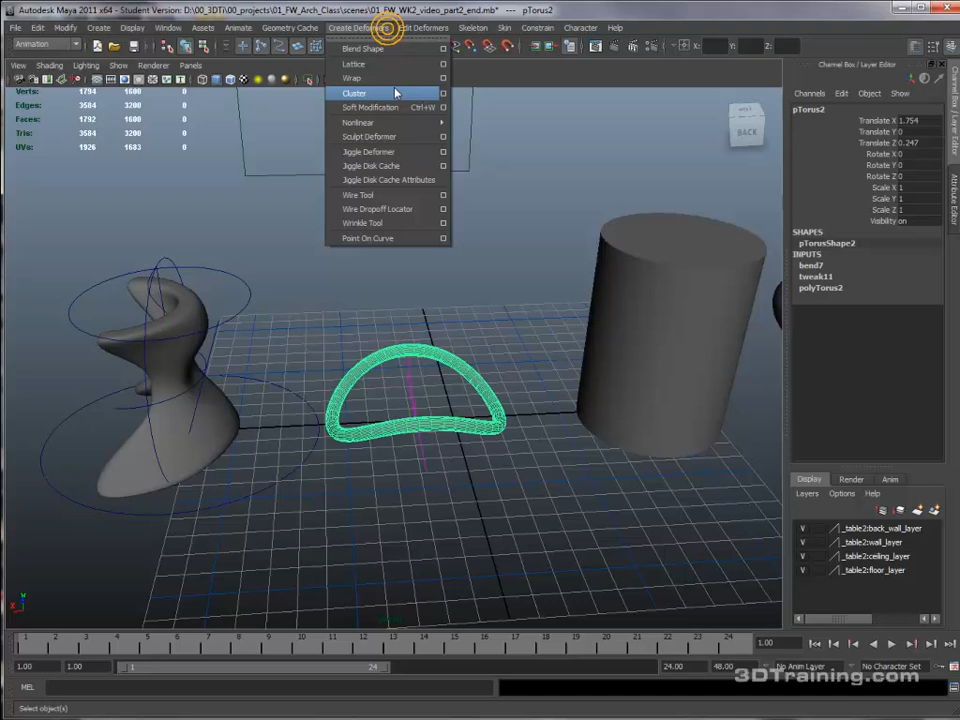 Autodesk Maya 2011 x64 - Student Version: D:\00_3DTi\00_projects\01_FW_Arch_Class\scenes\01_FW_WK2_video_part2_end.mb*  ---  pTorus2
File Edit Modify Create Display Window Assets Animate Geometry Cache Create Deformers Edit Deformers Skeleton Skin Constrain Character Help
Animation X: Y: Z:
View Shading Lighting Show Renderer Panels
Channel Box / Layer Editor
Verts: 1794 1600 0
Edges: 3584 3200 0
Faces: 1792 1600 0
Tris: 3584 3200 0
UVs: 1926 1683 0
Blend Shape
Lattice
Wrap
Cluster
Soft Modification Ctrl+W
Nonlinear
Sculpt Deformer
Jiggle Deformer
Jiggle Disk Cache
Jiggle Disk Cache Attributes
Wire Tool
Wire Dropoff Locator
Wrinkle Tool
Point On Curve
BACK
Channels Edit Object Show
pTorus2
Translate X 1.754
Translate Y 0
Translate Z 0.247
Rotate X 0
Rotate Y 0
Rotate Z 0
Scale X 1
Scale Y 1
Scale Z 1
Visibility on
SHAPES
pTorusShape2
INPUTS
bend7
tweak11
polyTorus2
Channel Box / Layer Editor
Attribute Editor
Display Render Anim
Layers Options Help
V _table2:back_wall_layer
V _table2:wall_layer
V _table2:ceiling_layer
V _table2:floor_layer
1 2 3 4 5 6 7 8 9 10 11 12 13 14 15 16 17 18 19 20 21 22 23 24 1.00
1.00 1.00 1 24 24.00 48.00 No Anim Layer No Character Set
MEL
3DTraining.com
Select object(s)